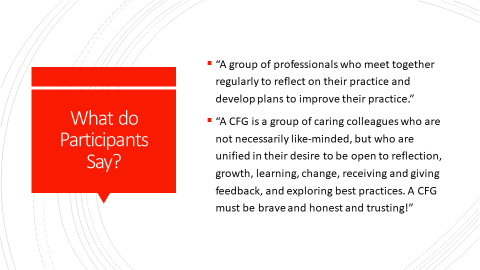 What do
Participants
Say?
“A group of professionals who meet together
regularly to reflect on their practice and
develop plans to improve their practice.”
“A CFG is a group of caring colleagues who are
not necessarily like-minded, but who are
unified in their desire to be open to reflection,
growth, learning, change, receiving and giving
feedback, and exploring best practices. A CFG
must be brave and honest and trusting!”